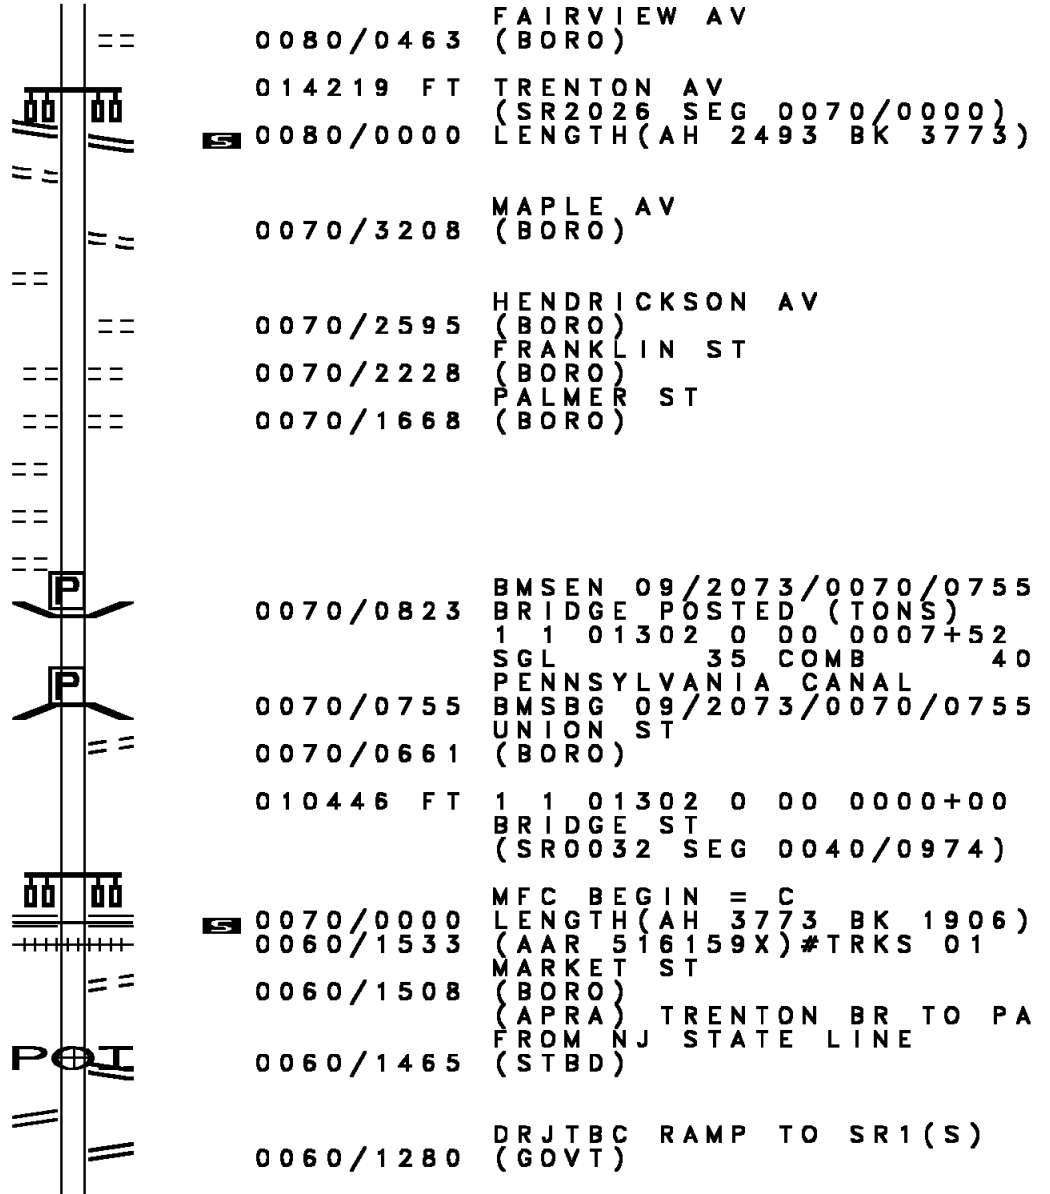 FAIRVIEW AV
0080/0463 (BORO)
014219 FT TRENTON AV
(SR2026 SEG 0070/0000)
S 0080/0000 LENGTH(AH 2493 BK 3773)
MAPLE AV
0070/3208 (BORO)
HENDRICKSON AV
0070/2595 (BORO)
FRANKLIN ST
0070/2228 (BORO)
PALMER ST
0070/1668 (BORO)
P BMSEN 09/2073/0070/0755
0070/0823 BRIDGE POSTED (TONS)
1 1 01302 0 00 0007+52
SGL 35 COMB 40
P PENNSYLVANIA CANAL
0070/0755 BMSBG 09/2073/0070/0755
UNION ST
0070/0661 (BORO)
010446 FT 1 1 01302 0 00 0000+00
BRIDGE ST
(SR0032 SEG 0040/0974)
MFC BEGIN = C
S 0070/0000 LENGTH(AH 3773 BK 1906)
0060/1533 (AAR 516159X)#TRKS 01
MARKET ST
0060/1508 (BORO)
(APRA) TRENTON BR TO PA
FROM NJ STATE LINE
POI 0060/1465 (STBD)
DRJTBC RAMP TO SR1(S)
0060/1280 (GOVT)